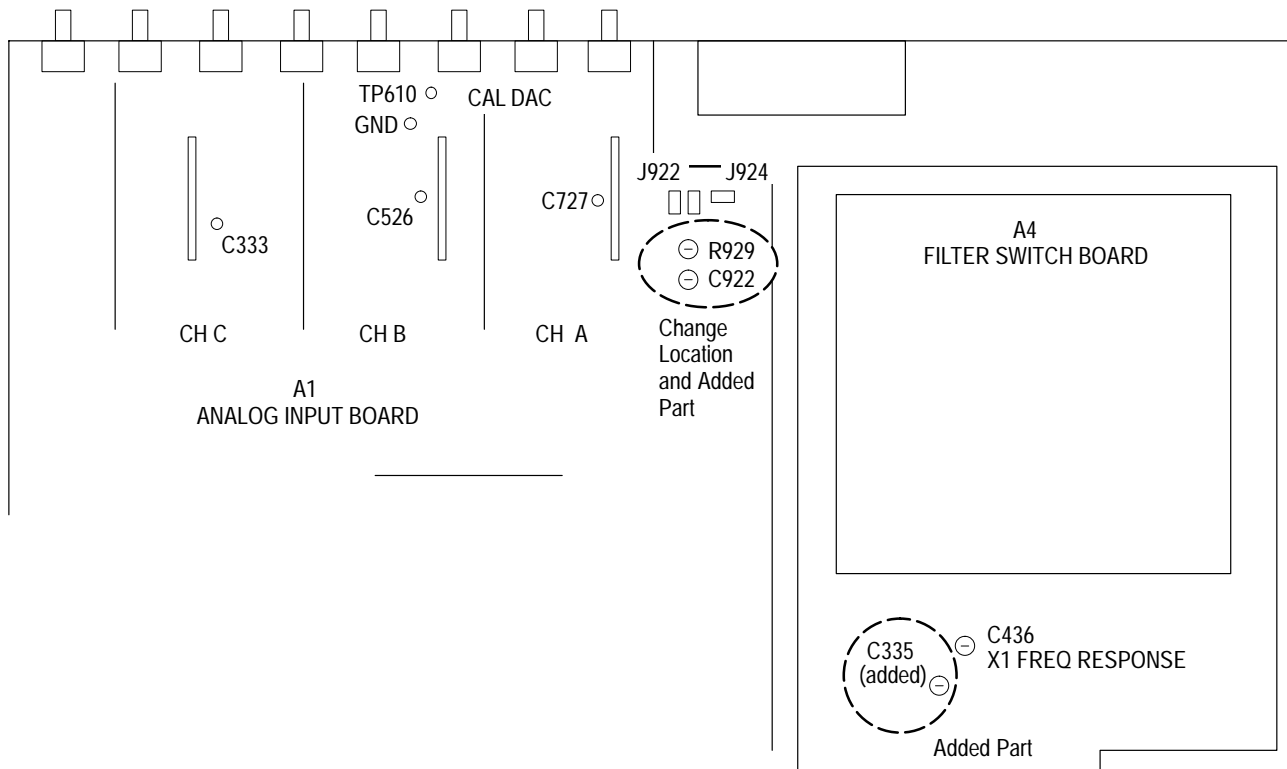 TP610
CAL DAC
GND
J922
J924
C526
C727
C333
R929
C922
A4
FILTER SWITCH BOARD
CH C
CH B
CH A
Change
Location
and Added
Part
A1
ANALOG INPUT BOARD
C335
(added)
C436
X1 FREQ RESPONSE
Added Part